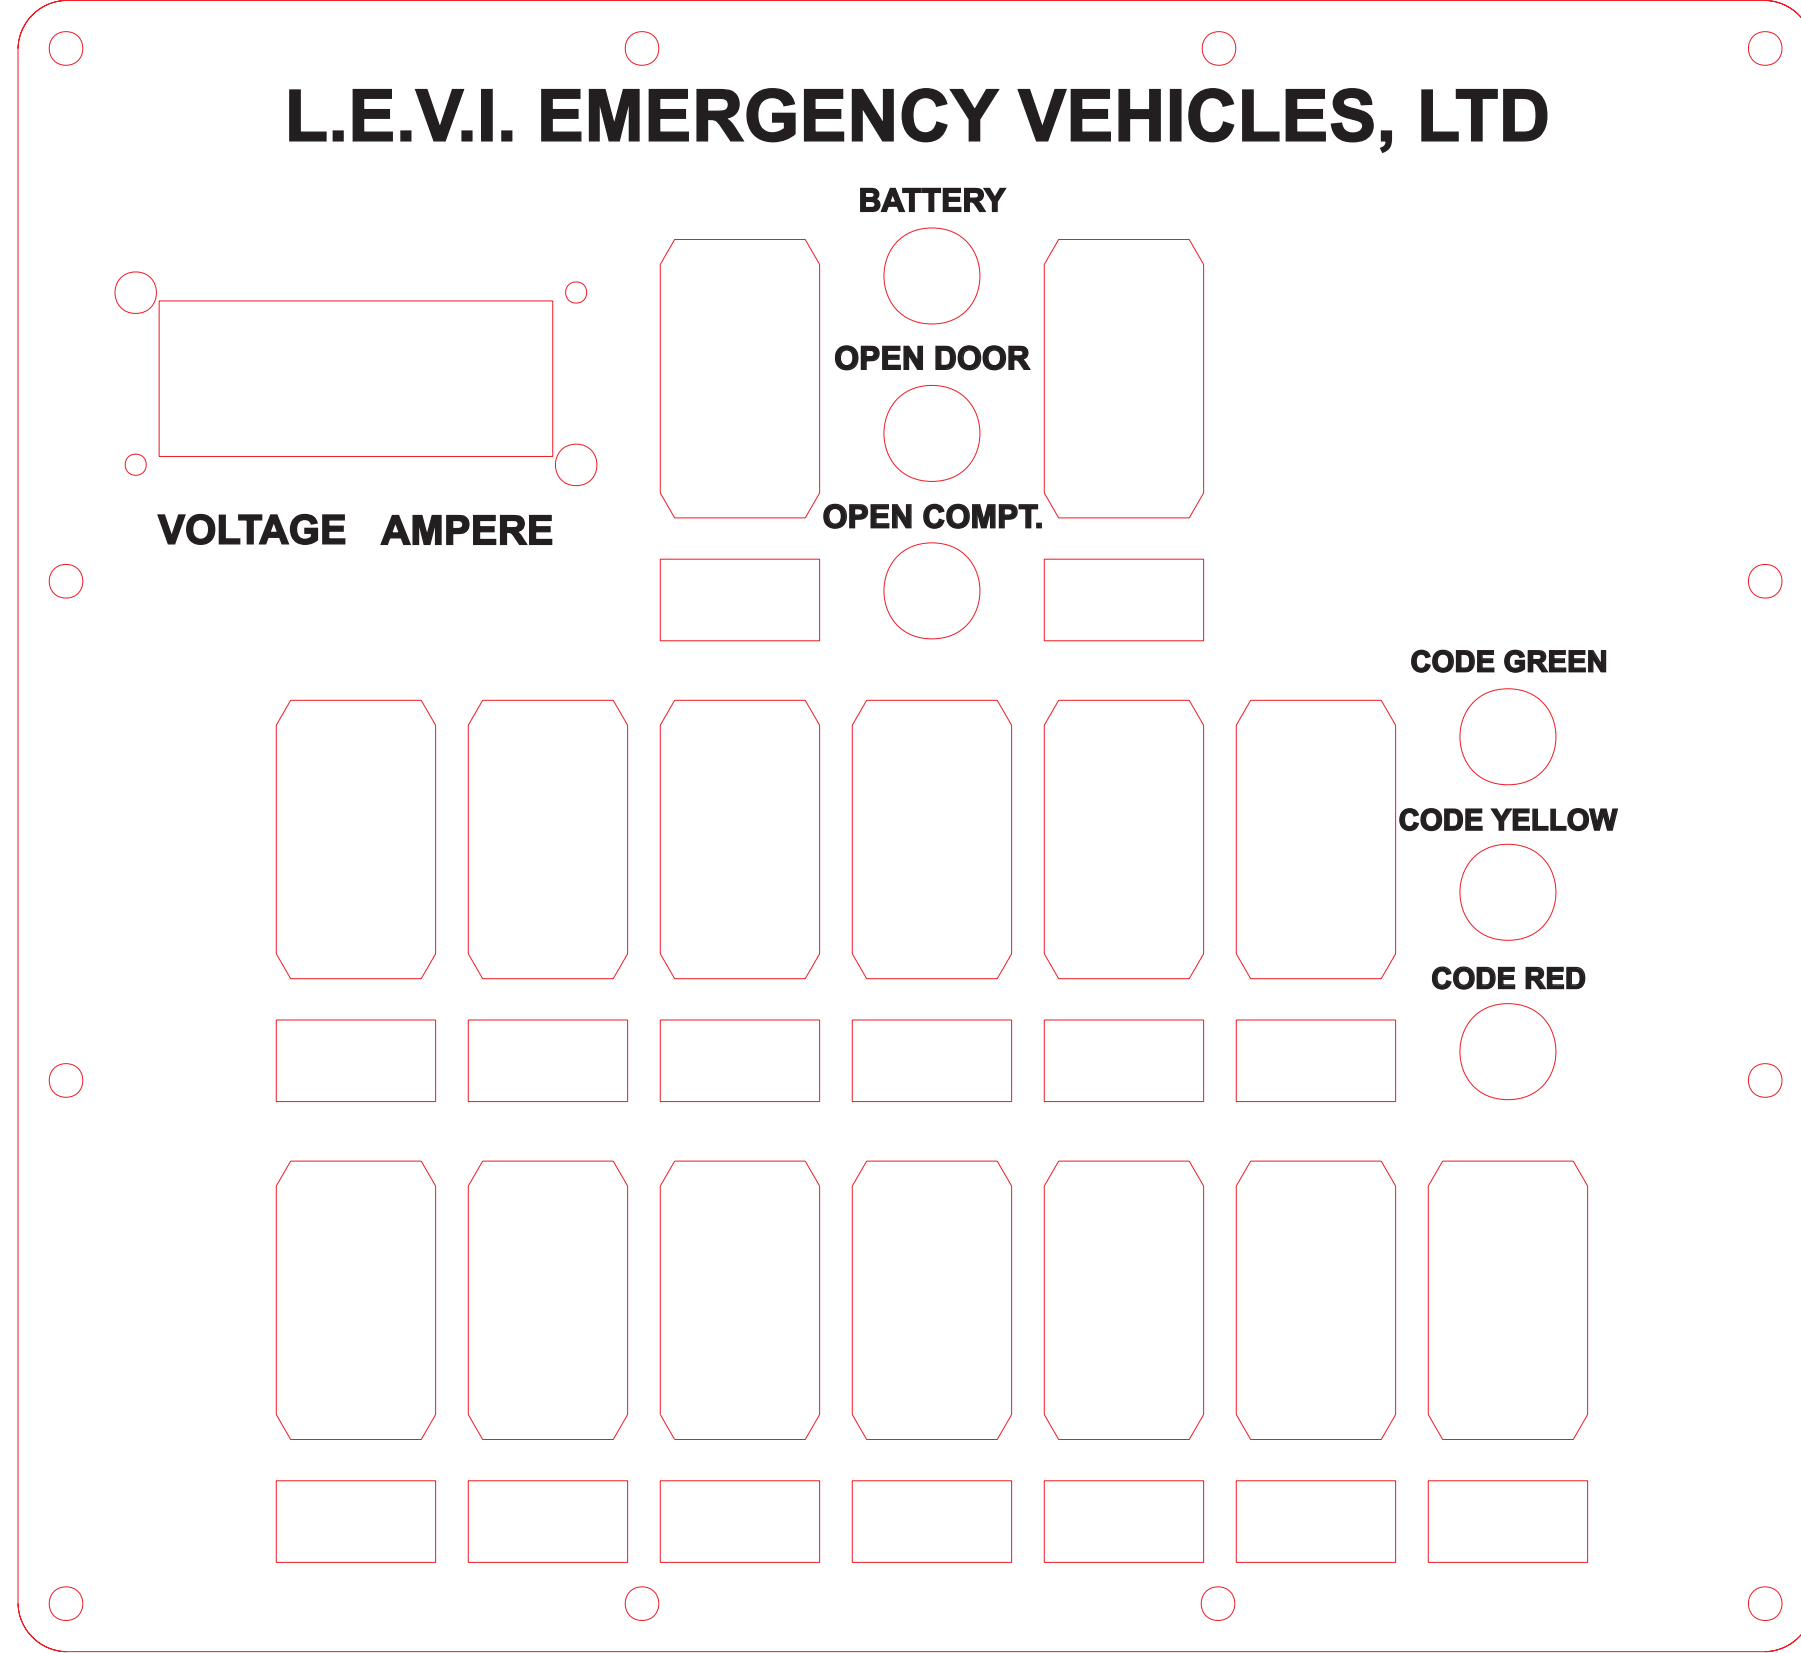 L.E.V.I. EMERGENCY VEHICLES, LTD
BATTERY
OPEN DOOR
OPEN COMPT.
VOLTAGE AMPERE
CODE GREEN
CODE YELLOW
CODE RED